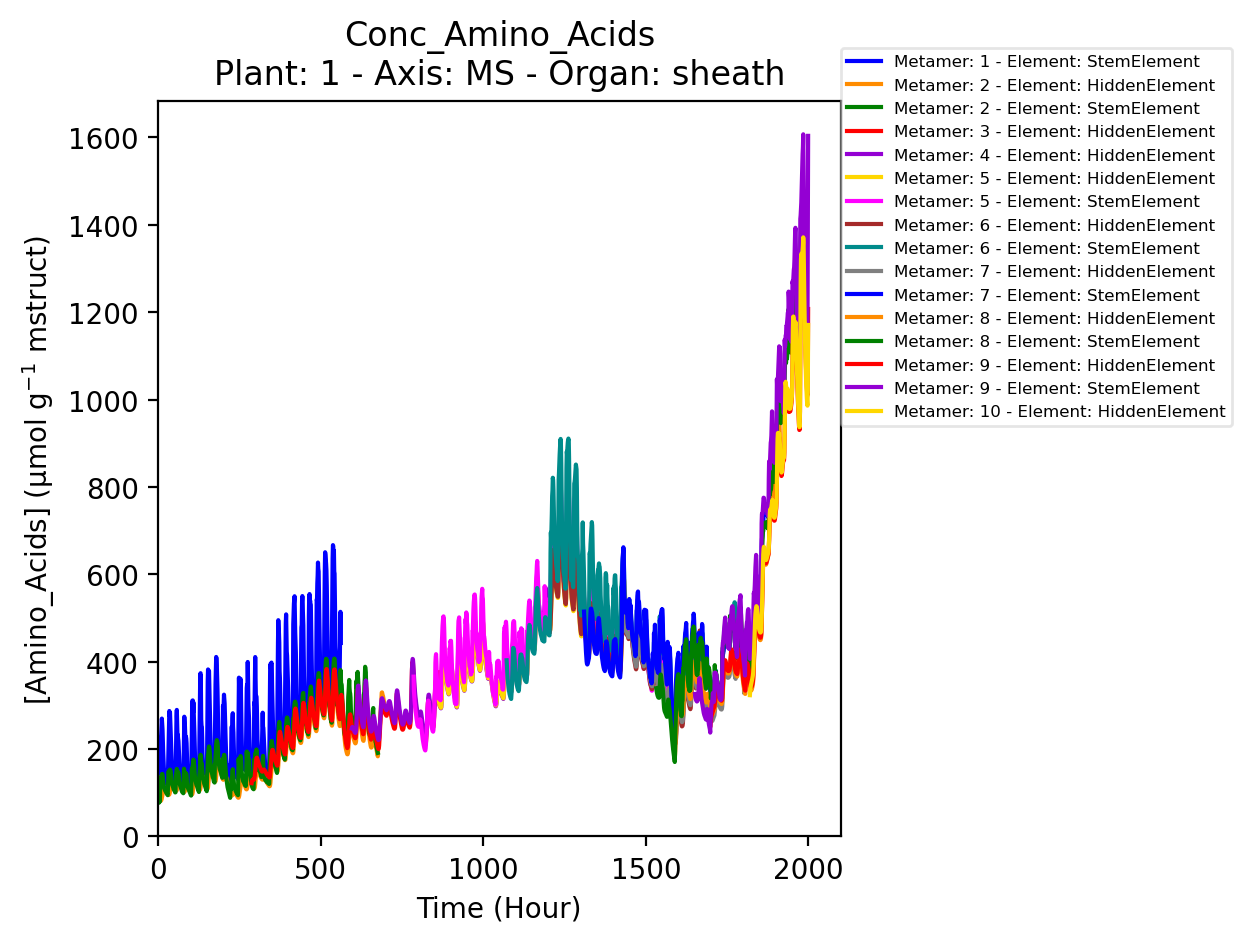 Conc_Amino_Acids
Plant: 1 - Axis: MS - Organ: sheath
Metamer: 1 - Element: StemElement
Metamer: 2 - Element: HiddenElement
Metamer: 2 - Element: StemElement
Metamer: 3 - Element: HiddenElement
Metamer: 4 - Element: HiddenElement
Metamer: 5 - Element: HiddenElement
Metamer: 5 - Element: StemElement
Metamer: 6 - Element: HiddenElement
Metamer: 6 - Element: StemElement
Metamer: 7 - Element: HiddenElement
Metamer: 7 - Element: StemElement
Metamer: 8 - Element: HiddenElement
Metamer: 8 - Element: StemElement
Metamer: 9 - Element: HiddenElement
Metamer: 9 - Element: StemElement
Metamer: 10 - Element: HiddenElement
[Amino_Acids] (µmol g⁻¹ mstruct)
1600
1400
1200
1000
800
600
400
200
0
0 500 1000 1500 2000
Time (Hour)